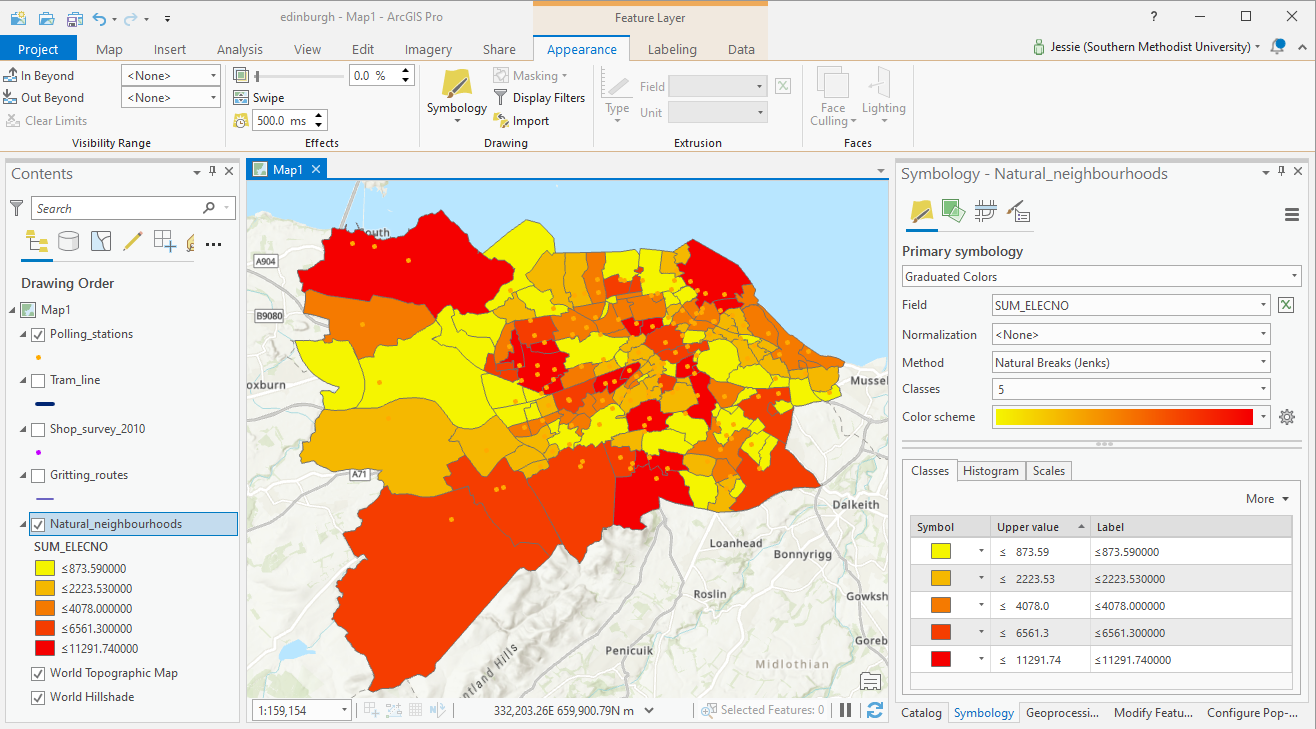 edinburgh - Map1 - ArcGIS Pro
Feature Layer
?
Project Map Insert Analysis View Edit Imagery Share Appearance Labeling Data
Jessie (Southern Methodist University)
In Beyond <None>
Out Beyond <None>
Clear Limits
Visibility Range
0.0 %
Swipe
500.0 ms
Effects
Symbology
Masking
Display Filters
Import
Drawing
Type
Field
Unit
Extrusion
Face Culling
Lighting
Faces
Contents
Search
Drawing Order
Map1
Polling_stations
Tram_line
Shop_survey_2010
Gritting_routes
Natural_neighbourhoods
SUM_ELECNO
≤873.590000
≤2223.530000
≤4078.000000
≤6561.300000
≤11291.740000
World Topographic Map
World Hillshade
Map1
outh
A904
B9080
oxburn
A71
Mussel
Dalkeith
Loanhead
Bonnyrigg
Roslin
Gowksh
Goreb
Penicuik
Midlothian
ntland Hills
1:159,154
332,203.26E 659,900.79N m
Selected Features: 0
Symbology - Natural_neighbourhoods
Primary symbology
Graduated Colors
Field SUM_ELECNO
Normalization <None>
Method Natural Breaks (Jenks)
Classes 5
Color scheme
Classes Histogram Scales
More
Symbol Upper value Label
≤ 873.59 ≤873.590000
≤ 2223.53 ≤2223.530000
≤ 4078.0 ≤4078.000000
≤ 6561.3 ≤6561.300000
≤ 11291.74 ≤11291.740000
Catalog Symbology Geoprocessi... Modify Featu... Configure Pop-...